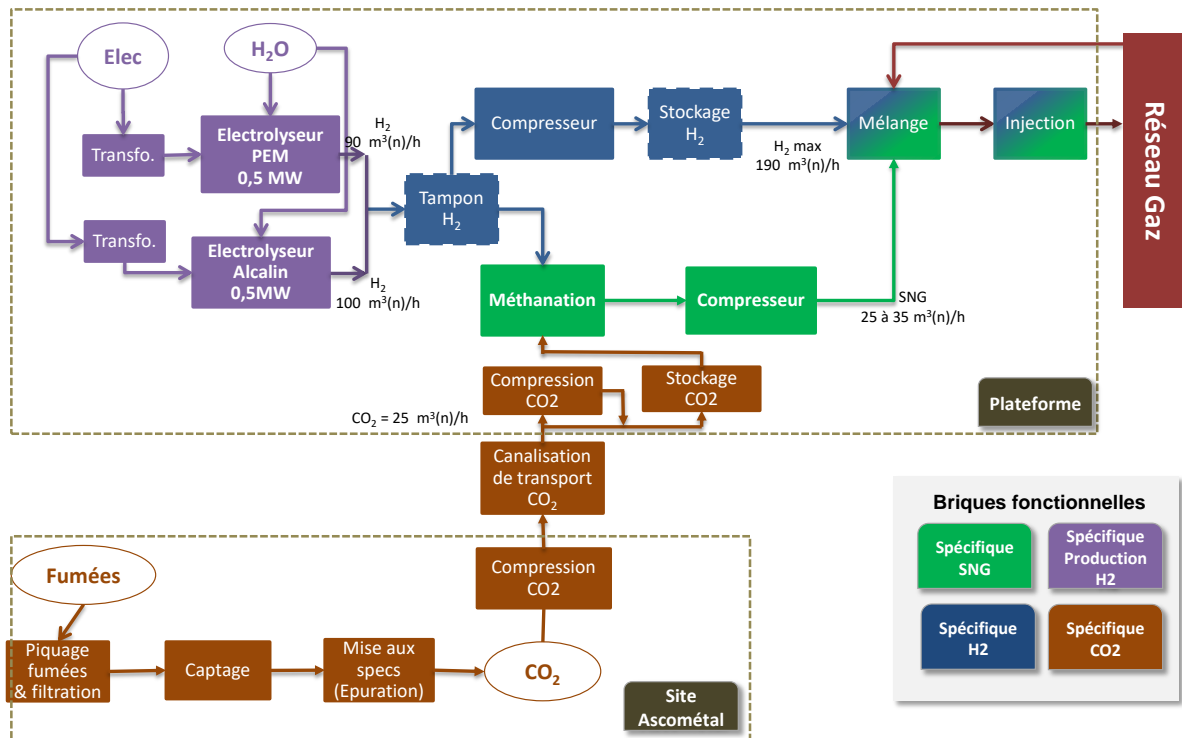 Elec
H₂O
Transfo.
Electrolyseur
PEM
0,5 MW
H₂
90 m³(n)/h
Transfo.
Electrolyseur
Alcalin
0,5MW
H₂
100 m³(n)/h
Tampon
H₂
Compresseur
Stockage
H₂
H₂ max
190 m³(n)/h
Mélange
Injection
Réseau Gaz
Méthanation
Compresseur
SNG
25 à 35 m³(n)/h
Compression
CO2
Stockage
CO2
CO₂ = 25 m³(n)/h
Plateforme
Canalisation
de transport
CO₂
Compression
CO2
Fumées
Piquage
fumées
& filtration
Captage
Mise aux
specs
(Epuration)
CO₂
Site
Ascométal
Briques fonctionnelles
Spécifique
SNG
Spécifique
Production
H2
Spécifique
H2
Spécifique
CO2